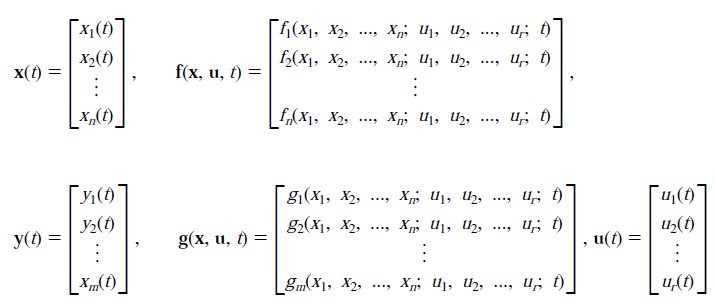 x(t) = [x₁(t) x₂(t) ⋮ xₙ(t)], f(x, u, t) = [f₁(x₁, x₂, ..., xₙ; u₁, u₂, ..., uᵣ; t) f₂(x₁, x₂, ..., xₙ; u₁, u₂, ..., uᵣ; t) ⋮ fₙ(x₁, x₂, ..., xₙ; u₁, u₂, ..., uᵣ; t)],
y(t) = [y₁(t) y₂(t) ⋮ xₘ(t)], g(x, u, t) = [g₁(x₁, x₂, ..., xₙ; u₁, u₂, ..., uᵣ; t) g₂(x₁, x₂, ..., xₙ; u₁, u₂, ..., uᵣ; t) ⋮ gₘ(x₁, x₂, ..., xₙ; u₁, u₂, ..., uᵣ; t)], u(t) = [u₁(t) u₂(t) ⋮ uᵣ(t)]